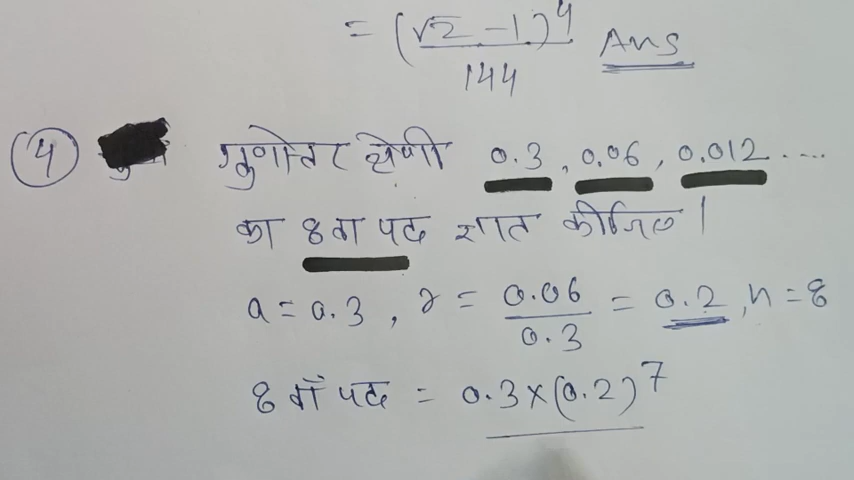 = (√2 - 1)^4 / 144 Ans
(4) गुणोत्तर श्रेणी 0.3, 0.06, 0.012 ....
का 8वा पद ज्ञात कीजिए।
a = 0.3, r = 0.06 / 0.3 = 0.2, n = 8
8 वाँ पद = 0.3×(0.2)^7